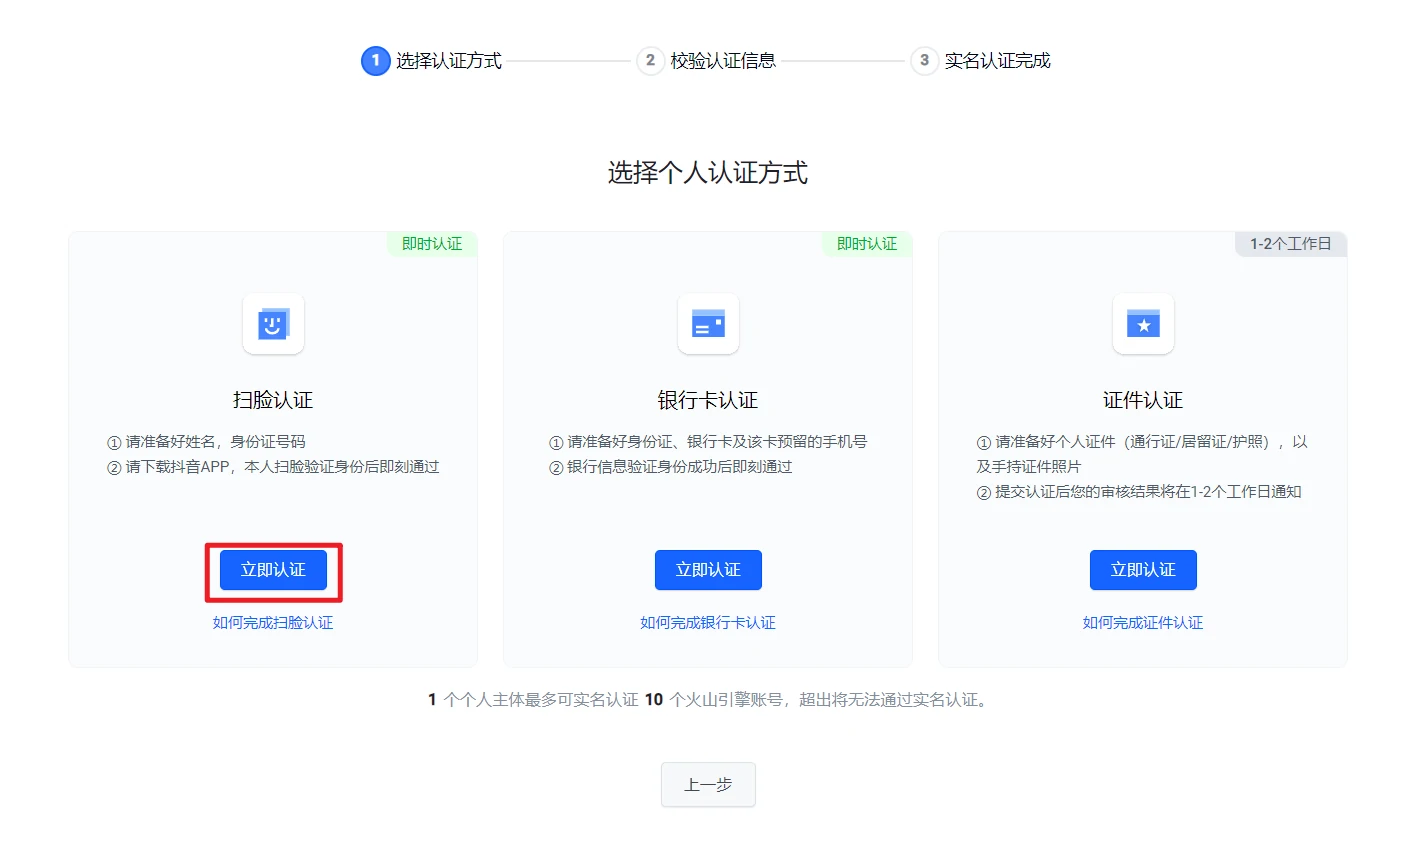 1 选择认证方式 2 校验认证信息 3 实名认证完成
选择个人认证方式
即时认证
扫脸认证
① 请准备好姓名，身份证号码
② 请下载抖音APP，本人扫脸验证身份后即刻通过
立即认证
如何完成扫脸认证
即时认证
银行卡认证
① 请准备好身份证、银行卡及该卡预留的手机号
② 银行信息验证身份成功后即刻通过
立即认证
如何完成银行卡认证
1-2个工作日
证件认证
① 请准备好个人证件（通行证/居留证/护照），以
及手持证件照片
② 提交认证后您的审核结果将在1-2个工作日通知
立即认证
如何完成证件认证
1 个个人主体最多可实名认证 10 个火山引擎账号，超出将无法通过实名认证。
上一步